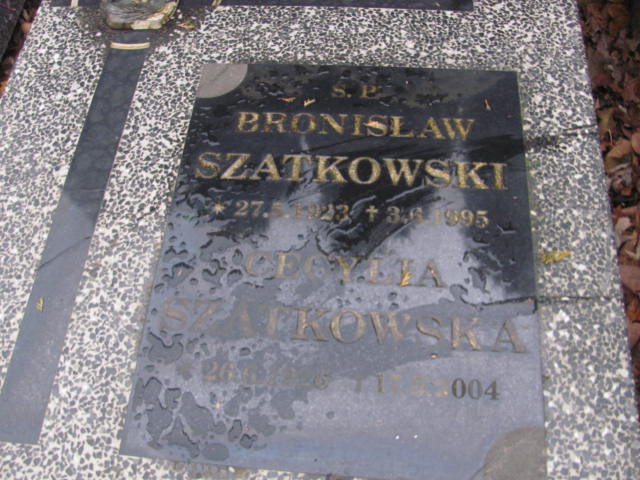 Ś. P.
BRONISŁAW
SZATKOWSKI
* 27.5.1923 † 3.6.1995
CECYLIA
SZATKOWSKA